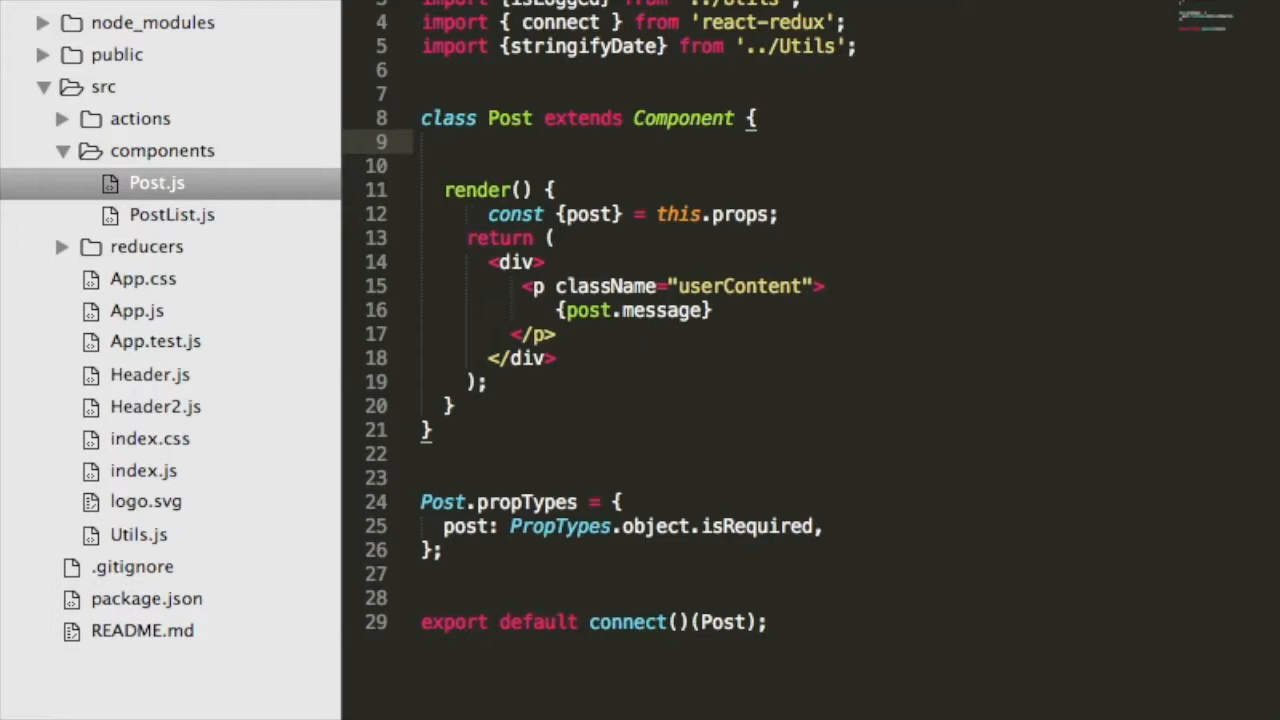 node_modules
public
src
actions
components
Post.js
PostList.js
reducers
App.css
App.js
App.test.js
Header.js
Header2.js
index.css
index.js
logo.svg
Utils.js
.gitignore
package.json
README.md
3 import {isLogged} from '../Utils';
4 import { connect } from 'react-redux';
5 import {stringifyDate} from '../Utils';
6
7
8 class Post extends Component {
9
10
11 render() {
12 const {post} = this.props;
13 return (
14 <div>
15 <p className="userContent">
16 {post.message}
17 </p>
18 </div>
19 );
20 }
21 }
22
23
24 Post.propTypes = {
25 post: PropTypes.object.isRequired,
26 };
27
28
29 export default connect()(Post);